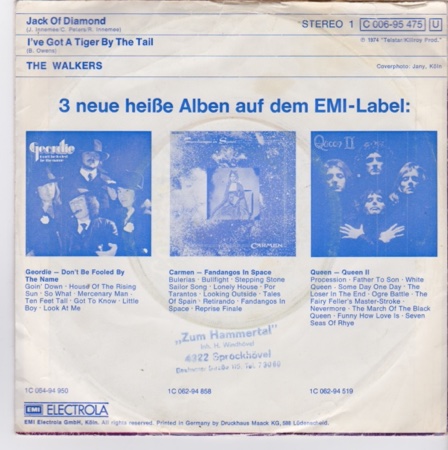 Jack Of Diamond
(J. Innemee/C. Peters/R. Innemee)
I've Got A Tiger By The Tail
(B. Owens)
THE WALKERS
STEREO 1 C 006-95 475 U
℗ 1974 "Telstar/Killroy Prod."
Coverphoto: Jany, Köln
3 neue heiße Alben auf dem EMI-Label:
Geordie
Carmen
Queen II
Geordie – Don't Be Fooled By
The Name
Goin' Down · House Of The Rising
Sun · So What · Mercenary Man ·
Ten Feet Tall · Got To Know · Little
Boy · Look At Me
1C 064-94 950
Carmen – Fandangos In Space
Bulerias · Bullfight · Stepping Stone
Sailor Song · Lonely House · Por
Tarantos · Looking Outside · Tales
Of Spain · Retirando · Fandangos In
Space · Reprise Finale
1C 062-94 858
Queen – Queen II
Procession · Father To Son · White
Queen · Some Day One Day · The
Loser In The End · Ogre Battle · The
Fairy Feller's Master-Stroke ·
Nevermore · The March Of The Black
Queen · Funny How Love Is · Seven
Seas Of Rhye
1C 062-94 519
"Zum Hammertal"
4322 Sprockhövel
EMI ELECTROLA
EMI Electrola GmbH, Köln. All rights reserved. Printed in Germany by Druckhaus Maack KG, 588 Lüdenscheid.